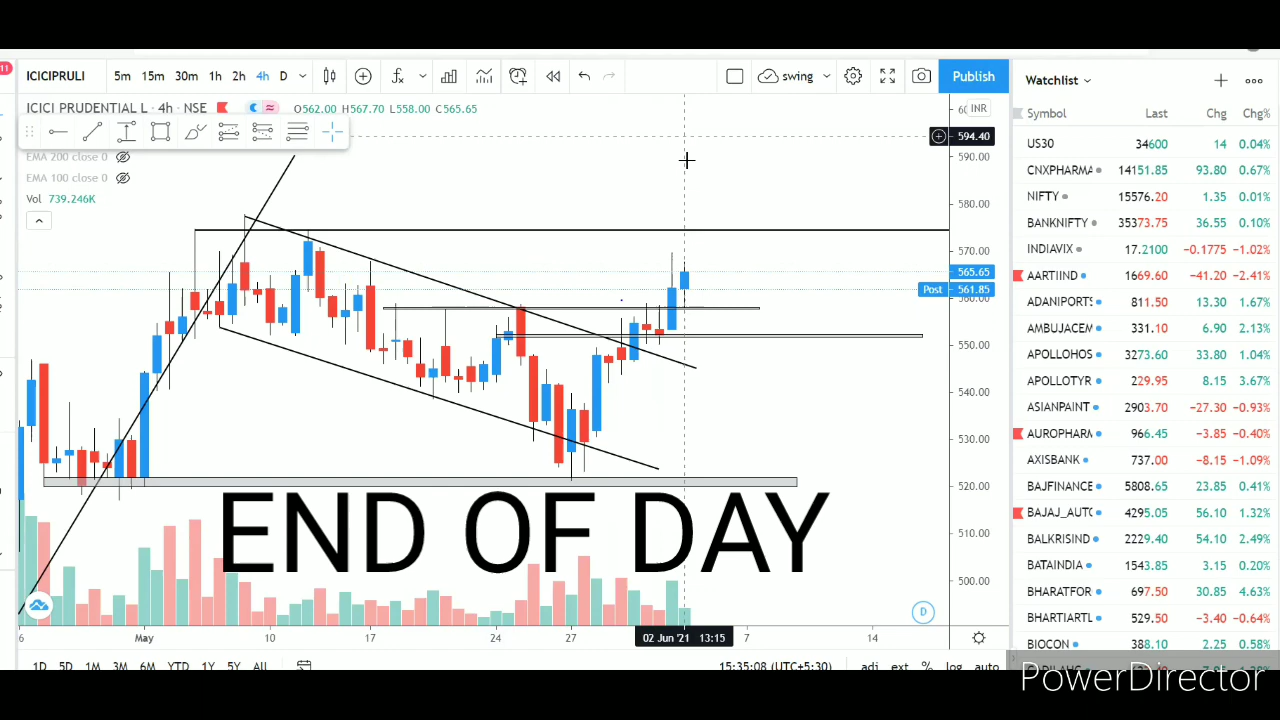 11
ICICIPRULI 5m 15m 30m 1h 2h 4h D swing Publish
ICICI PRUDENTIAL L · 4h · NSE O562.00 H567.70 L558.00 C565.65
INR
EMA 200 close 0
EMA 100 close 0
Vol 739.246K
594.40
590.00
580.00
570.00
565.65
Post 561.85
560.00
550.00
540.00
530.00
520.00
510.00
500.00
END OF DAY
D
6 May 10 17 24 27 02 Jun '21 13:15 7 14
1D 5D 1M 3M 6M YTD 1Y 5Y All 15:35:08 (UTC+5:30) adj ext % log auto
Watchlist
Symbol Last Chg Chg%
US30 34600 14 0.04%
CNXPHARMA 14151.85 93.80 0.67%
NIFTY 15576.20 1.35 0.01%
BANKNIFTY 35373.75 36.55 0.10%
INDIAVIX 17.2100 −0.1775 −1.02%
AARTIIND 1669.60 −41.20 −2.41%
ADANIPORTS 811.50 13.30 1.67%
AMBUJACEM 331.10 6.90 2.13%
APOLLOHOS 3273.60 33.80 1.04%
APOLLOTYR 229.95 8.15 3.67%
ASIANPAINT 2903.70 −27.30 −0.93%
AUROPHARM 966.45 −3.85 −0.40%
AXISBANK 737.00 −8.15 −1.09%
BAJFINANCE 5808.65 23.85 0.41%
BAJAJ_AUTO 4295.05 56.10 1.32%
BALKRISIND 2229.40 54.10 2.49%
BATAINDIA 1543.85 3.15 0.20%
BHARATFOR 697.50 30.85 4.63%
BHARTIARTL 529.50 −3.40 −0.64%
BIOCON 388.10 2.25 0.58%
PowerDirector